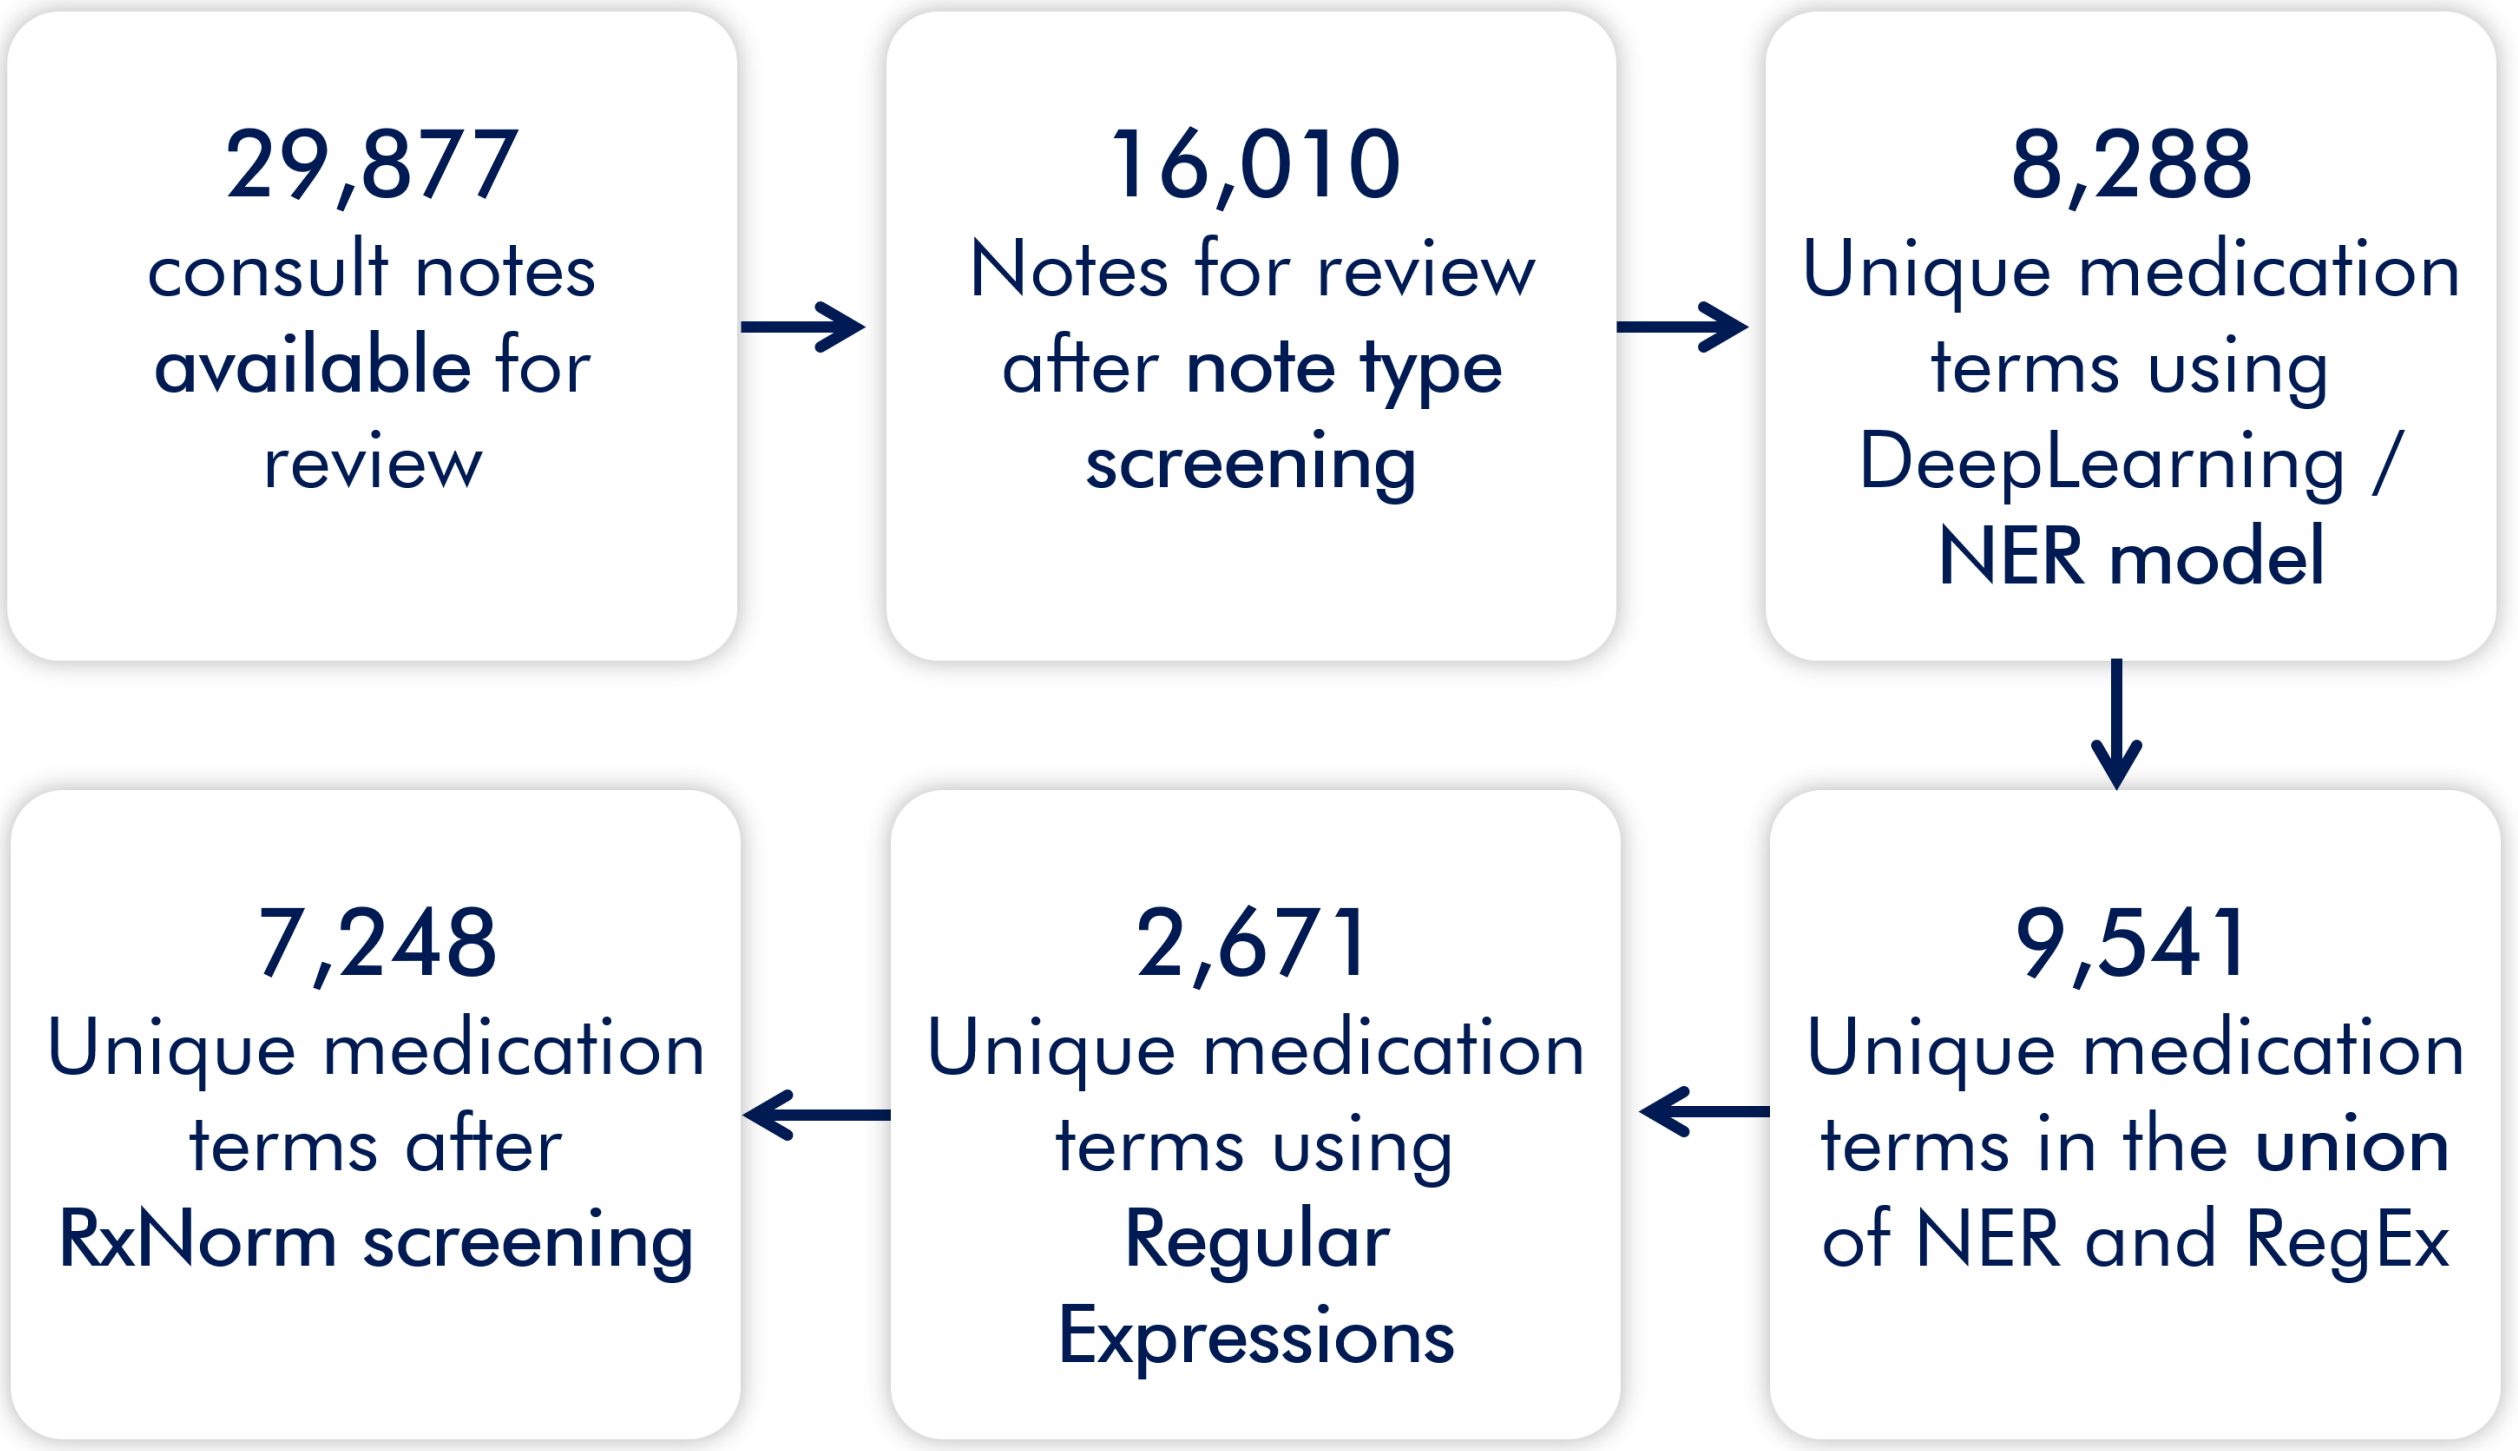 29,877
consult notes
available for
review
16,010
Notes for review
after note type
screening
8,288
Unique medication
terms using
DeepLearning /
NER model
7,248
Unique medication
terms after
RxNorm screening
2,671
Unique medication
terms using
Regular
Expressions
9,541
Unique medication
terms in the union
of NER and RegEx